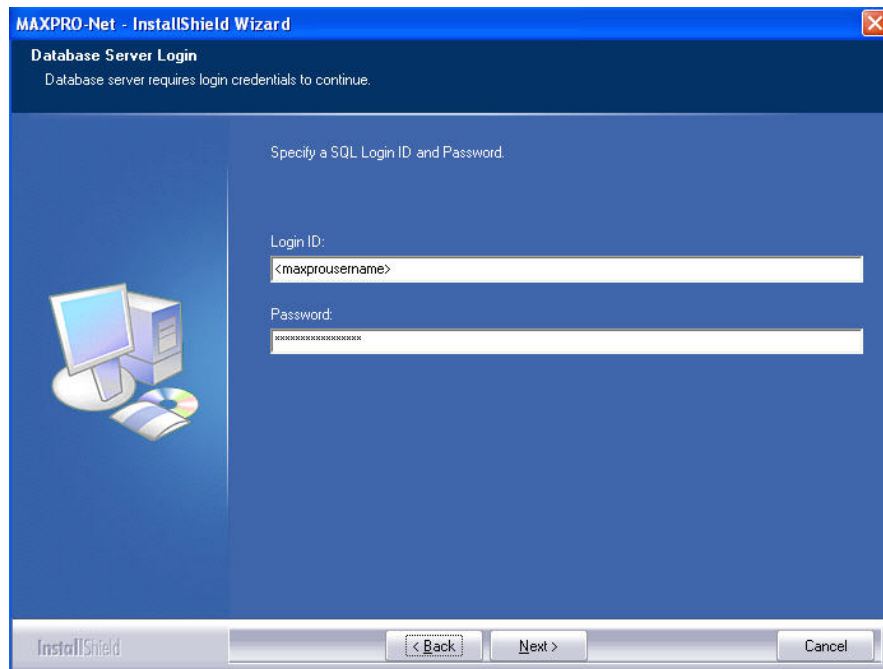 MAXPRO-Net - InstallShield Wizard
Database Server Login
Database server requires login credentials to continue.
Specify a SQL Login ID and Password.
Login ID:
<maxprousername>
Password:
*****************
InstallShield
< Back
Next >
Cancel